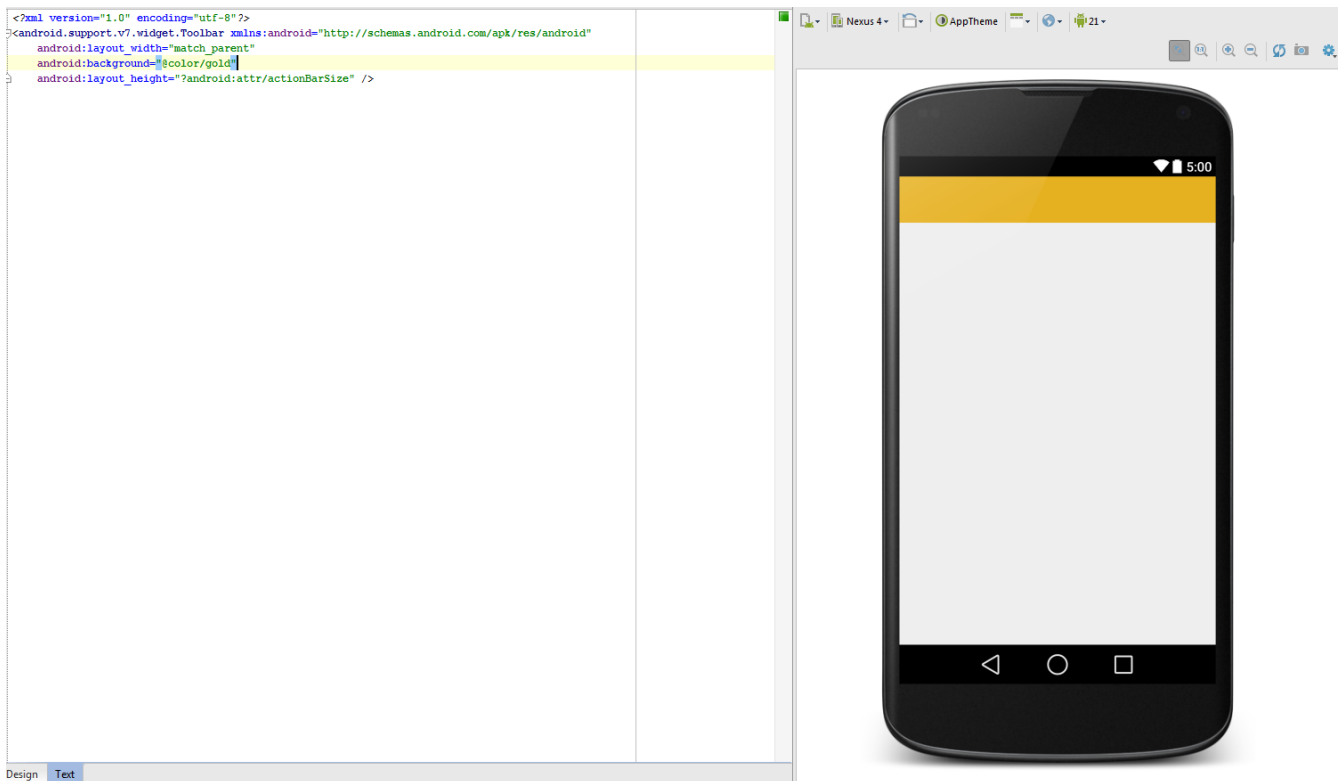 <?xml version="1.0" encoding="utf-8"?>
<android.support.v7.widget.Toolbar xmlns:android="http://schemas.android.com/apk/res/android"
    android:layout_width="match_parent"
    android:background="@color/gold"
    android:layout_height="?android:attr/actionBarSize" />
Design Text
Nexus 4 AppTheme 21
1:1
5:00